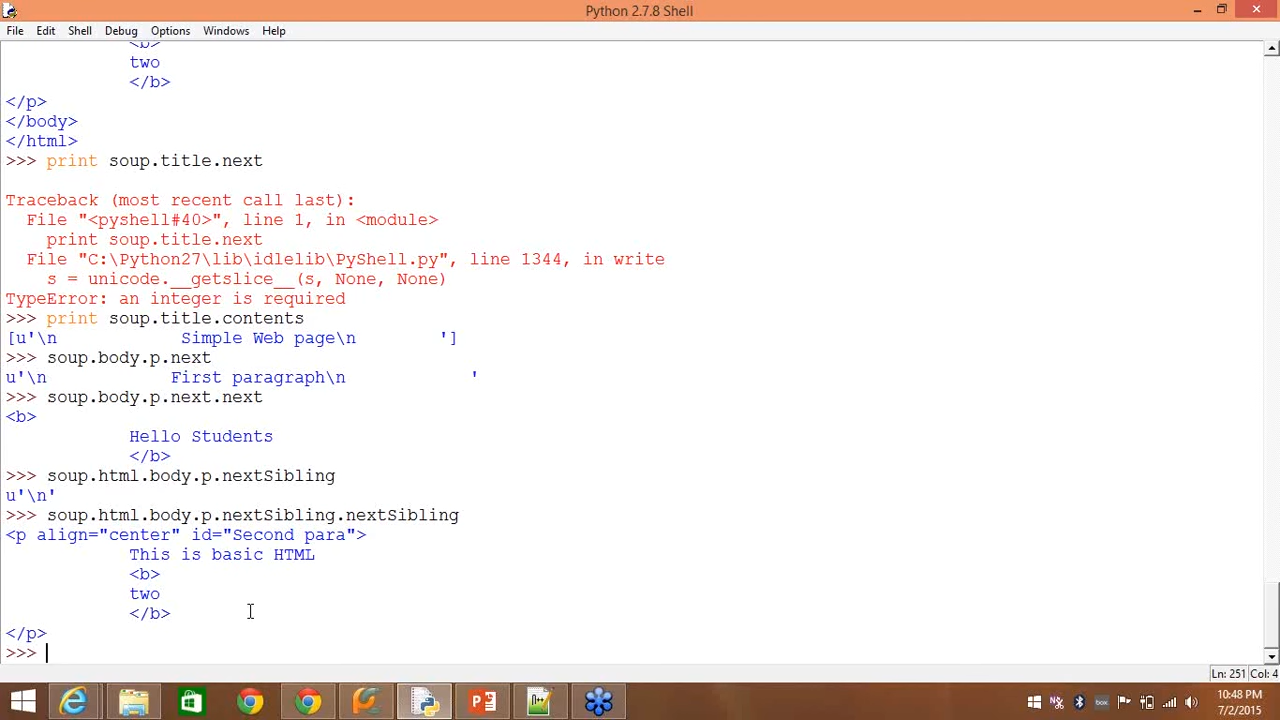 Python 2.7.8 Shell
File Edit Shell Debug Options Windows Help
<b>
two
</b>
</p>
</body>
</html>
>>> print soup.title.next
Traceback (most recent call last):
File "<pyshell#40>", line 1, in <module>
print soup.title.next
File "C:\Python27\lib\idlelib\PyShell.py", line 1344, in write
s = unicode.__getslice__(s, None, None)
TypeError: an integer is required
>>> print soup.title.contents
[u'\n            Simple Web page\n        ']
>>> soup.body.p.next
u'\n            First paragraph\n            '
>>> soup.body.p.next.next
<b>
Hello Students
</b>
>>> soup.html.body.p.nextSibling
u'\n'
>>> soup.html.body.p.nextSibling.nextSibling
<p align="center" id="Second para">
This is basic HTML
<b>
two
</b>
</p>
>>>
Ln: 251 Col: 4
box
10:48 PM
7/2/2015